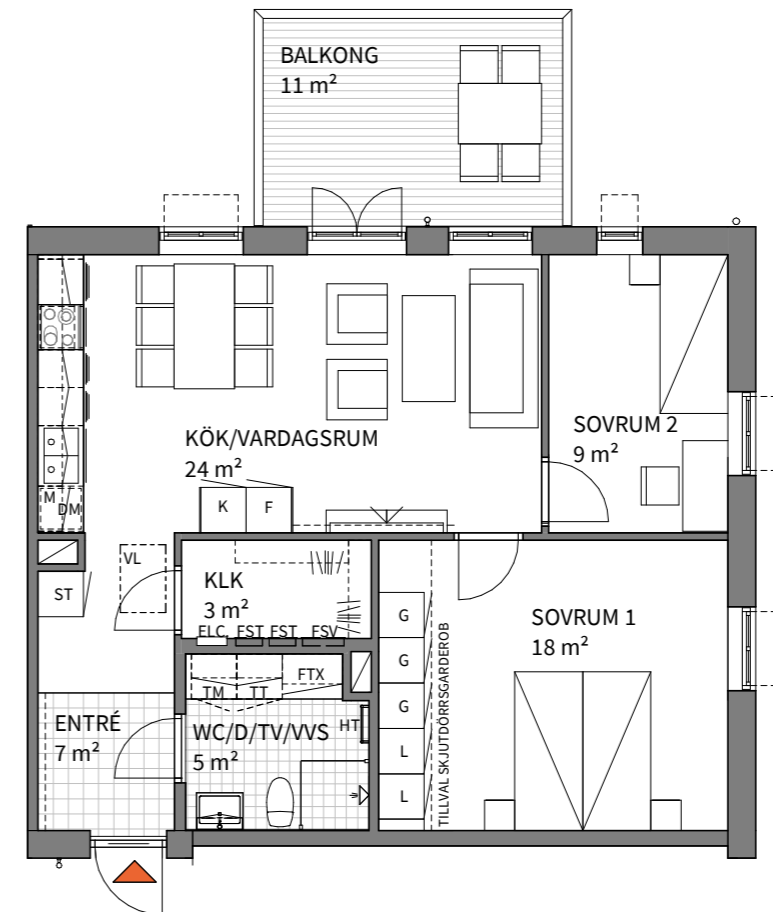 BALKONG
11 m²
KÖK/VARDAGSRUM
24 m²
SOVRUM 2
9 m²
K
F
M
DM
VL
ST
KLK
3 m²
ELC FST FST FSV
G
G
G
L
L
TILLVAL SKJUTDÖRRSGARDEROB
SOVRUM 1
18 m²
TM
TT
FTX
ENTRÉ
7 m²
WC/D/TV/VVS
5 m²
HT